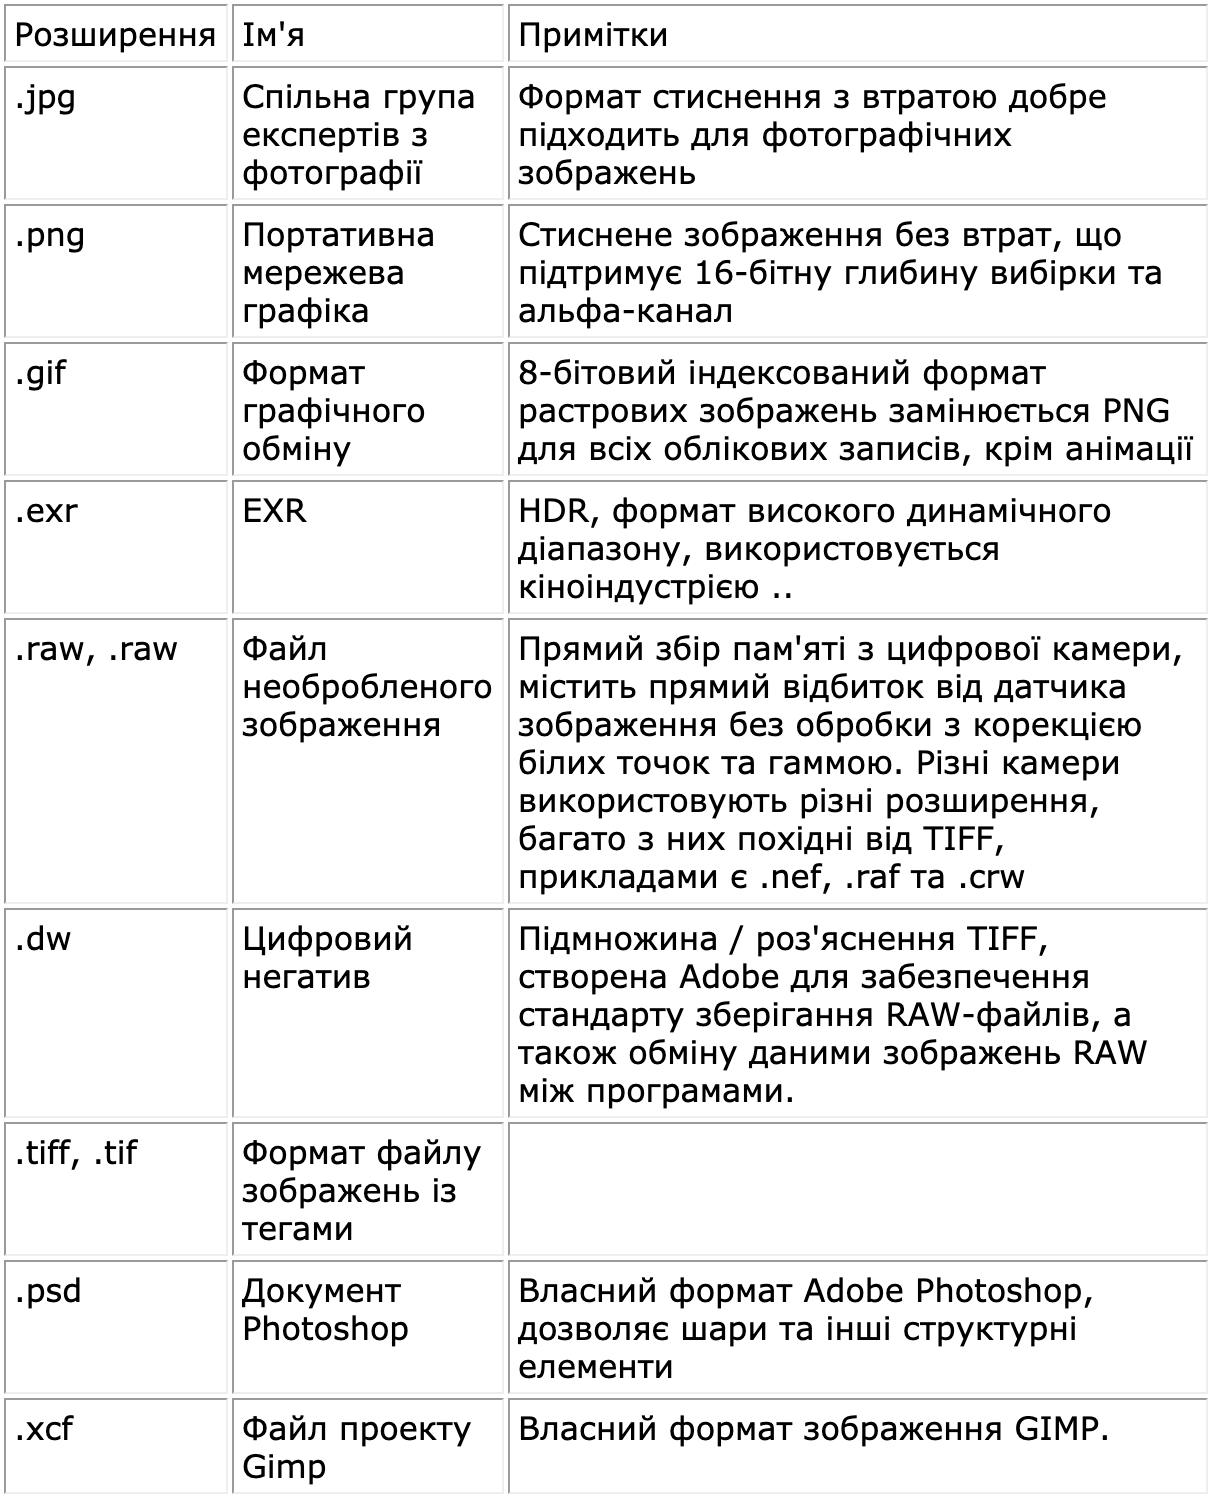 Розширення Ім'я Примітки
.jpg Спільна група Формат стиснення з втратою добре
експертів з підходить для фотографічних
фотографії зображень
.png Портативна Стиснене зображення без втрат, що
мережева підтримує 16-бітну глибину вибірки та
графіка альфа-канал
.gif Формат 8-бітовий індексований формат
графічного растрових зображень замінюється PNG
обміну для всіх облікових записів, крім анімації
.exr EXR HDR, формат високого динамічного
діапазону, використовується
кіноіндустрією ..
.raw, .raw Файл Прямий збір пам'яті з цифрової камери,
необробленого містить прямий відбиток від датчика
зображення зображення без обробки з корекцією
білих точок та гаммою. Різні камери
використовують різні розширення,
багато з них похідні від TIFF,
прикладами є .nef, .raf та .crw
.dw Цифровий Підмножина / роз'яснення TIFF,
негатив створена Adobe для забезпечення
стандарту зберігання RAW-файлів, а
також обміну даними зображень RAW
між програмами.
.tiff, .tif Формат файлу
зображень із
тегами
.psd Документ Власний формат Adobe Photoshop,
Photoshop дозволяє шари та інші структурні
елементи
.xcf Файл проекту Власний формат зображення GIMP.
Gimp